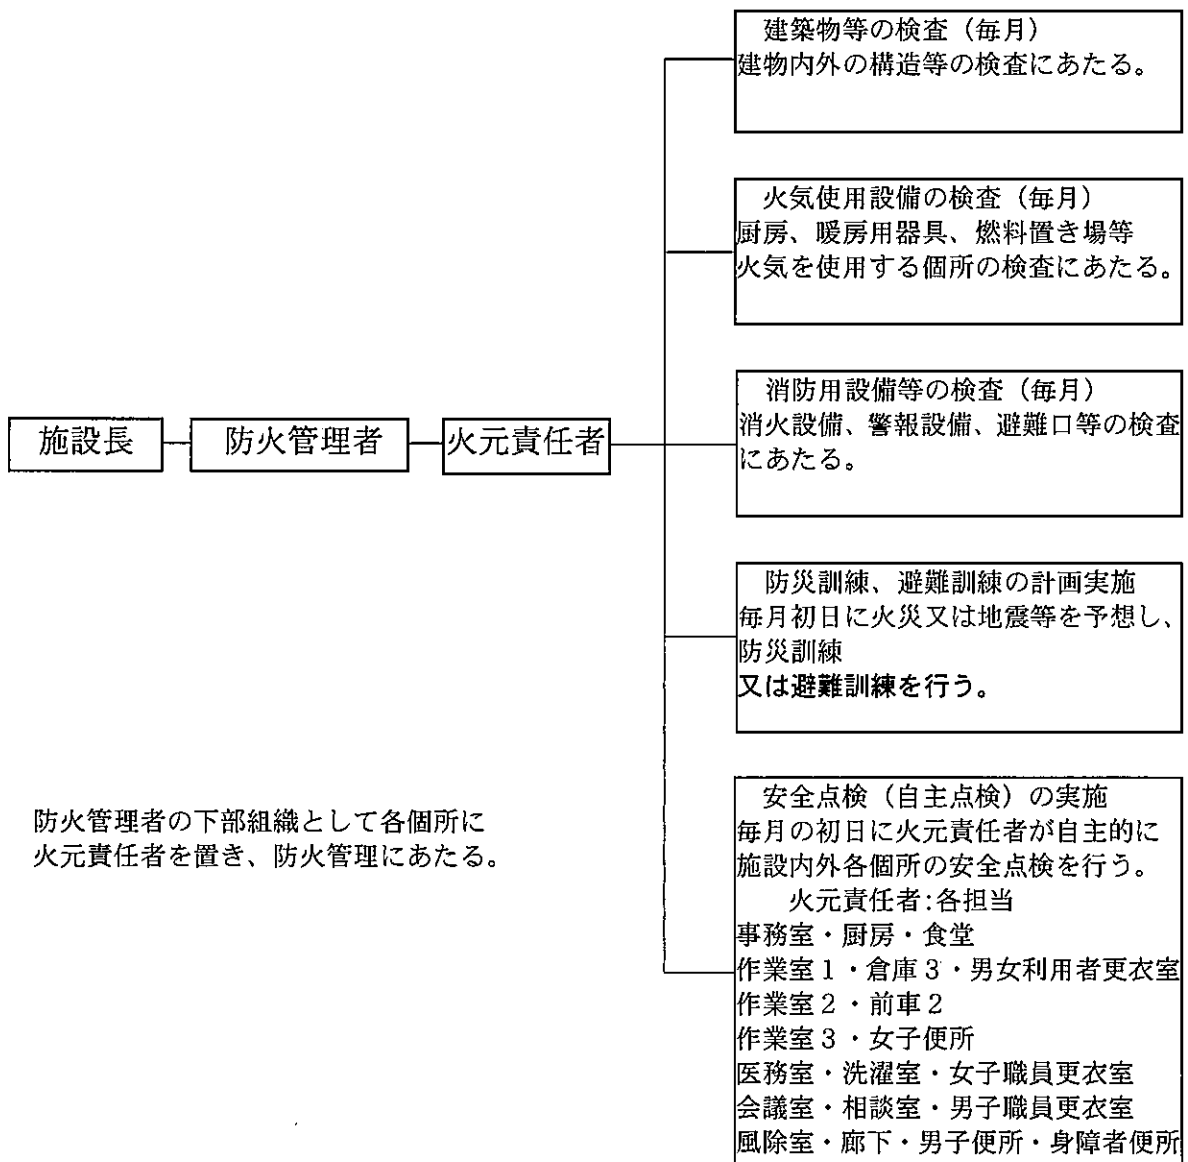 建築物等の検査（毎月）
建物内外の構造等の検査にあたる。
火気使用設備の検査（毎月）
厨房、暖房用器具、燃料置き場等
火気を使用する個所の検査にあたる。
消防用設備等の検査（毎月）
消火設備、警報設備、避難口等の検査
にあたる。
施設長
防火管理者
火元責任者
防災訓練、避難訓練の計画実施
毎月初日に火災又は地震等を予想し、
防災訓練
又は避難訓練を行う。
防火管理者の下部組織として各個所に
火元責任者を置き、防火管理にあたる。
安全点検（自主点検）の実施
毎月の初日に火元責任者が自主的に
施設内外各個所の安全点検を行う。
火元責任者:各担当
事務室・厨房・食堂
作業室１・倉庫３・男女利用者更衣室
作業室２・前車２
作業室３・女子便所
医務室・洗濯室・女子職員更衣室
会議室・相談室・男子職員更衣室
風除室・廊下・男子便所・身障者便所